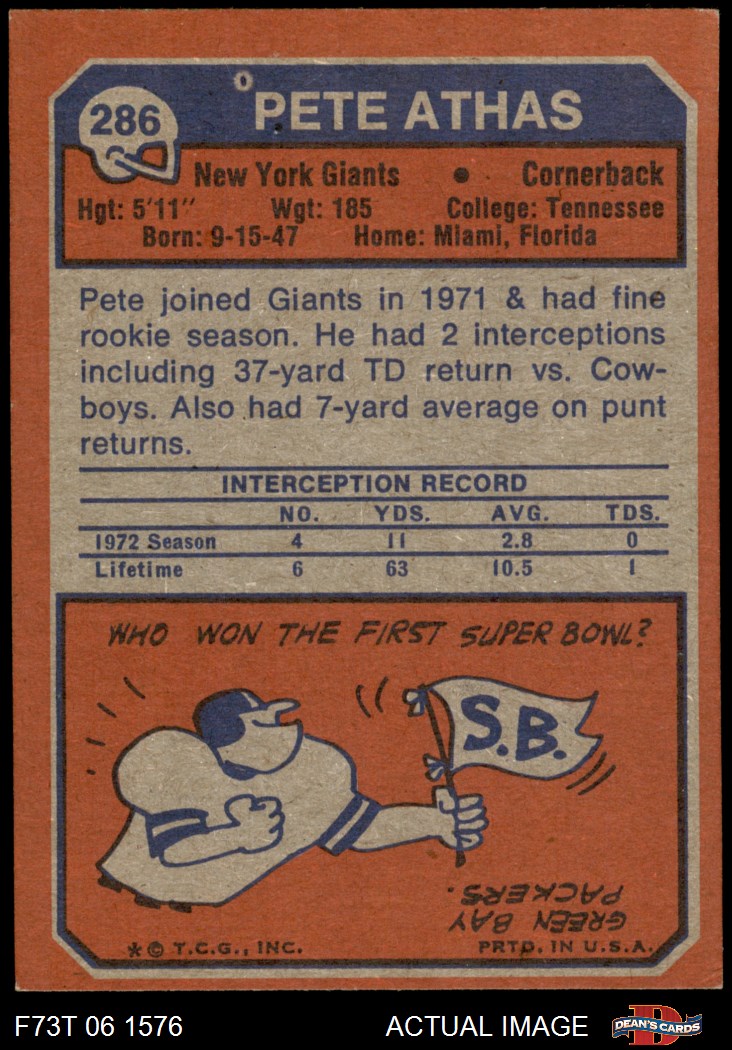 286
PETE ATHAS
New York Giants • Cornerback
Hgt: 5'11" Wgt: 185 College: Tennessee
Born: 9-15-47 Home: Miami, Florida
Pete joined Giants in 1971 & had fine
rookie season. He had 2 interceptions
including 37-yard TD return vs. Cow-
boys. Also had 7-yard average on punt
returns.
INTERCEPTION RECORD
NO. YDS. AVG. TDS.
1972 Season 4 11 2.8 0
Lifetime 6 63 10.5 1
WHO WON THE FIRST SUPER BOWL?
S.B.
GREEN BAY
PACKERS.
* © T.C.G., INC. PRTD. IN U.S.A.
F73T 06 1576 ACTUAL IMAGE
D
DEAN'S CARDS